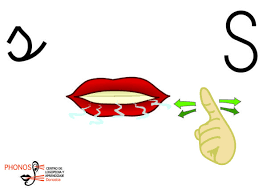 s S
PHONOS
CENTRO DE
LOGOPEDIA Y
APRENDIZAJE